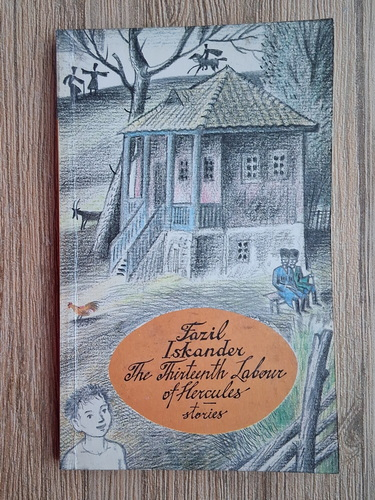 Fazil
Iskander
The Thirteenth Labour
of Hercules
stories